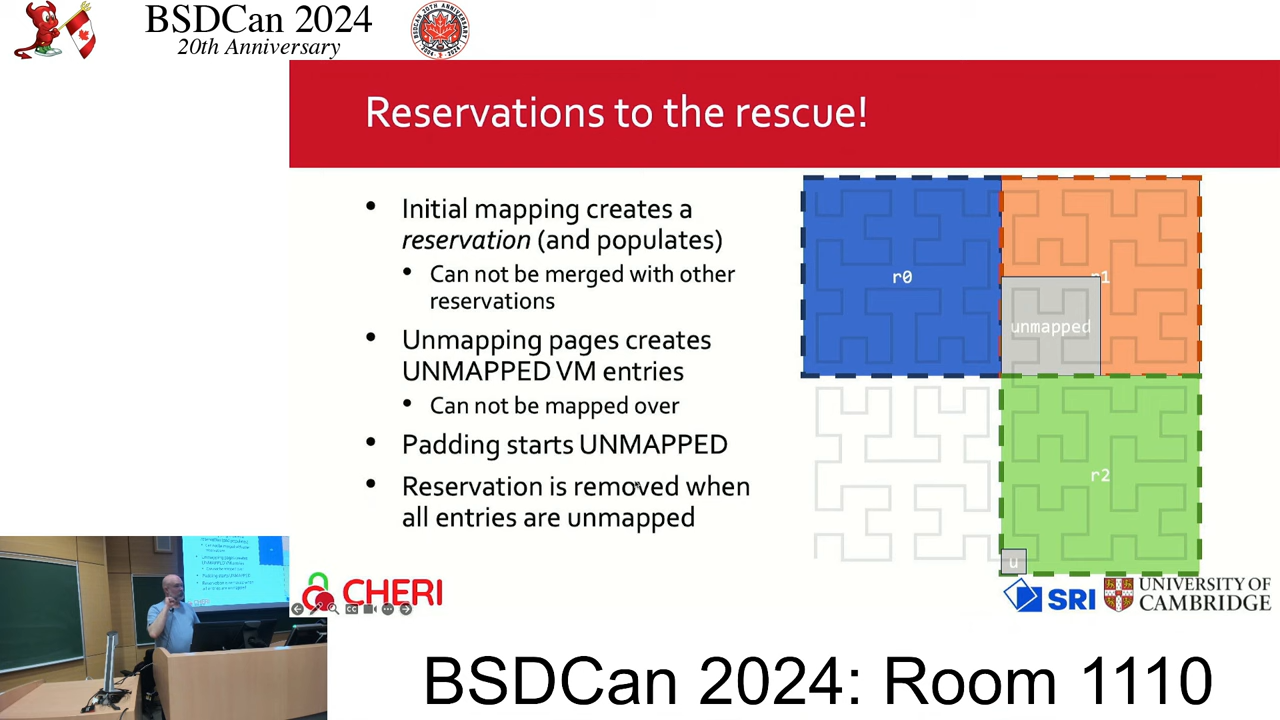 BSDCan 2024
20th Anniversary
Reservations to the rescue!
• Initial mapping creates a
reservation (and populates)
• Can not be merged with other
reservations
• Unmapping pages creates
UNMAPPED VM entries
• Can not be mapped over
• Padding starts UNMAPPED
• Reservation is removed when
all entries are unmapped
r0
r1
unmapped
r2
u
CHERI
SRI
UNIVERSITY OF
CAMBRIDGE
BSDCan 2024: Room 1110